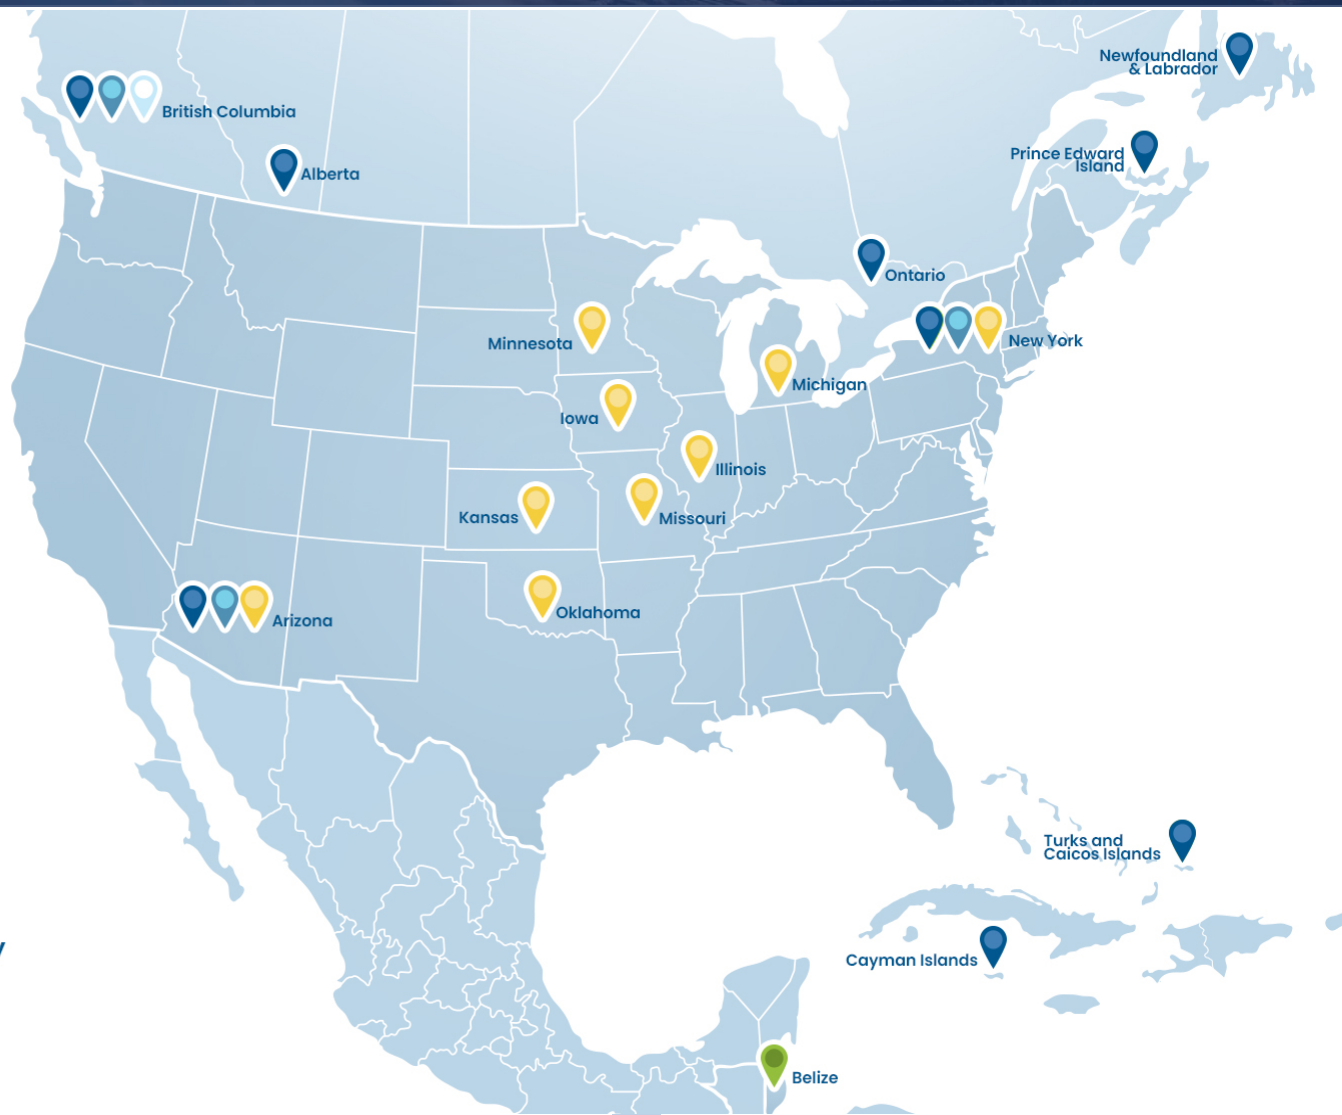 Newfoundland
& Labrador
British Columbia
Prince Edward
Island
Alberta
Ontario
New York
Minnesota
Michigan
Iowa
Illinois
Kansas
Missouri
Oklahoma
Arizona
Turks and
Caicos Islands
Cayman Islands
Belize